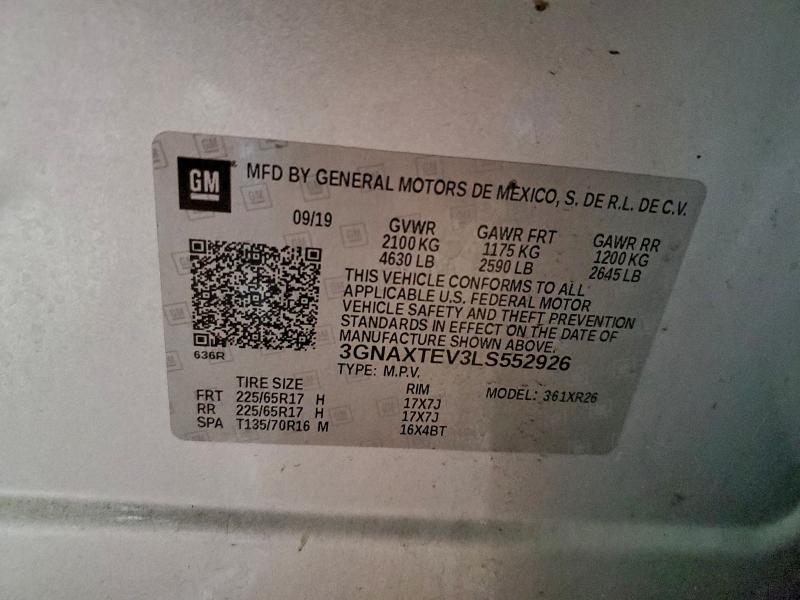 GM
MFD BY GENERAL MOTORS DE MEXICO, S. DE R.L. DE C.V.
09/19
GVWR GAWR FRT GAWR RR
2100 KG 1175 KG 1200 KG
4630 LB 2590 LB 2645 LB
THIS VEHICLE CONFORMS TO ALL
APPLICABLE U.S. FEDERAL MOTOR
VEHICLE SAFETY AND THEFT PREVENTION
STANDARDS IN EFFECT ON THE DATE OF
MANUFACTURE SHOWN ABOVE.
636R
3GNAXTEV3LS552926
TYPE: M.P.V.
TIRE SIZE RIM MODEL: 361XR26
FRT 225/65R17 H 17X7J
RR 225/65R17 H 17X7J
SPA T135/70R16 M 16X4BT